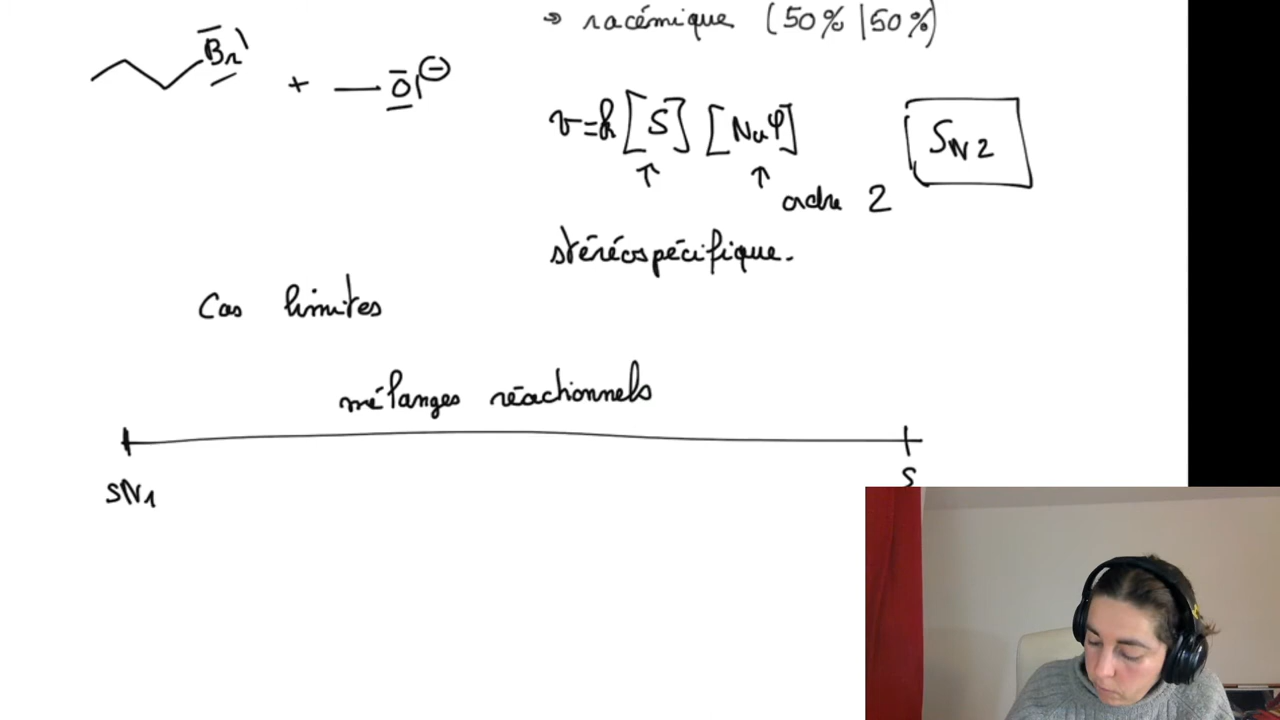 → racémique (50% | 50%)
Br
+ — O| ⊖
v=k [S] [Nuφ]
↑ ↑
ordre 2
SN2
stéréospécifique.
Cas limites
mélanges réactionnels
SN1
S